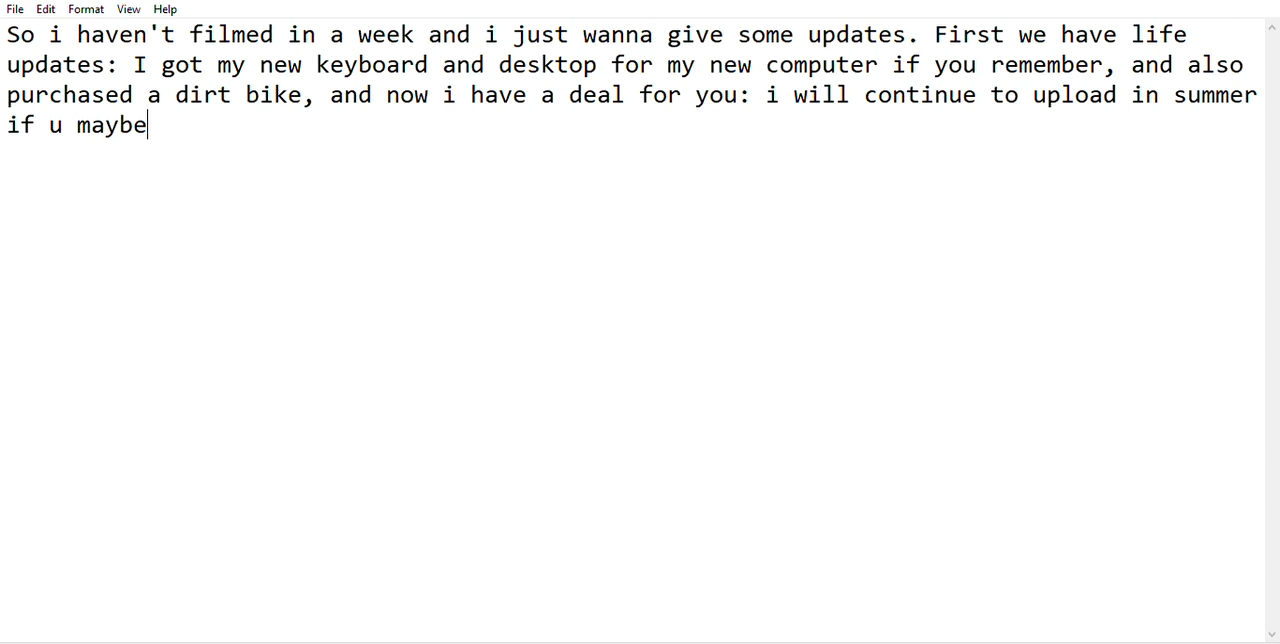 File Edit Format View Help
So i haven't filmed in a week and i just wanna give some updates. First we have life
updates: I got my new keyboard and desktop for my new computer if you remember, and also
purchased a dirt bike, and now i have a deal for you: i will continue to upload in summer
if u maybe